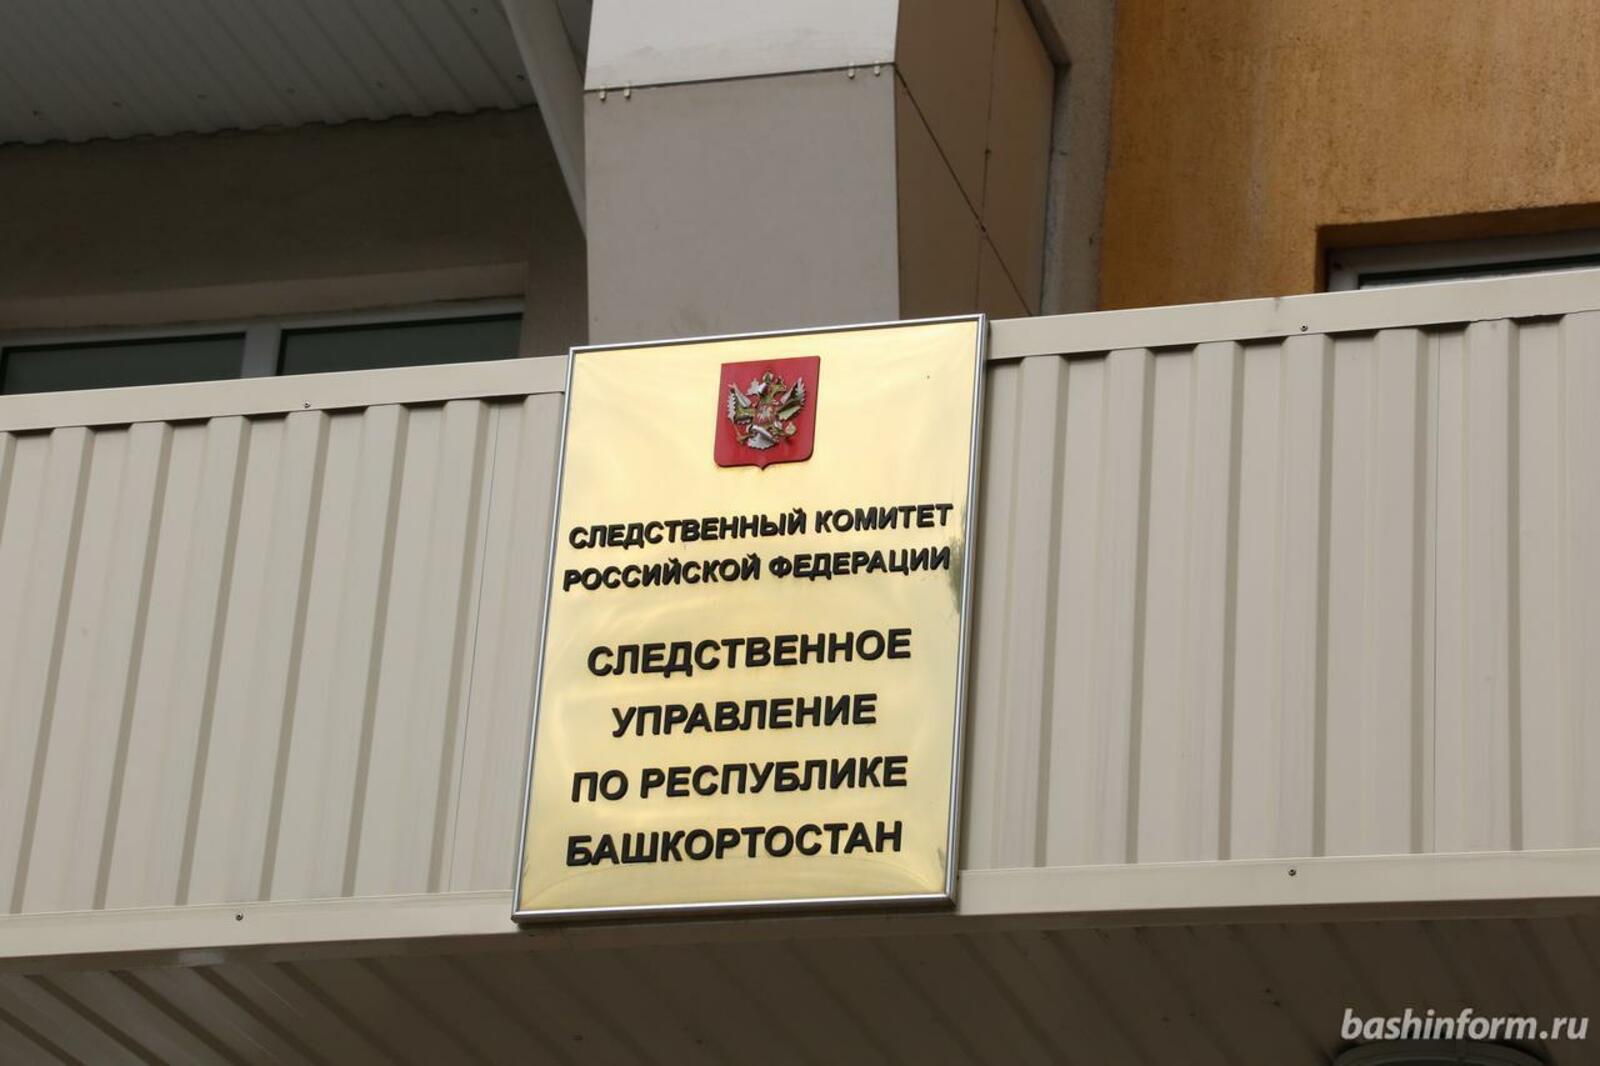 СЛЕДСТВЕННЫЙ КОМИТЕТ
РОССИЙСКОЙ ФЕДЕРАЦИИ
СЛЕДСТВЕННОЕ
УПРАВЛЕНИЕ
ПО РЕСПУБЛИКЕ
БАШКОРТОСТАН
bashinform.ru